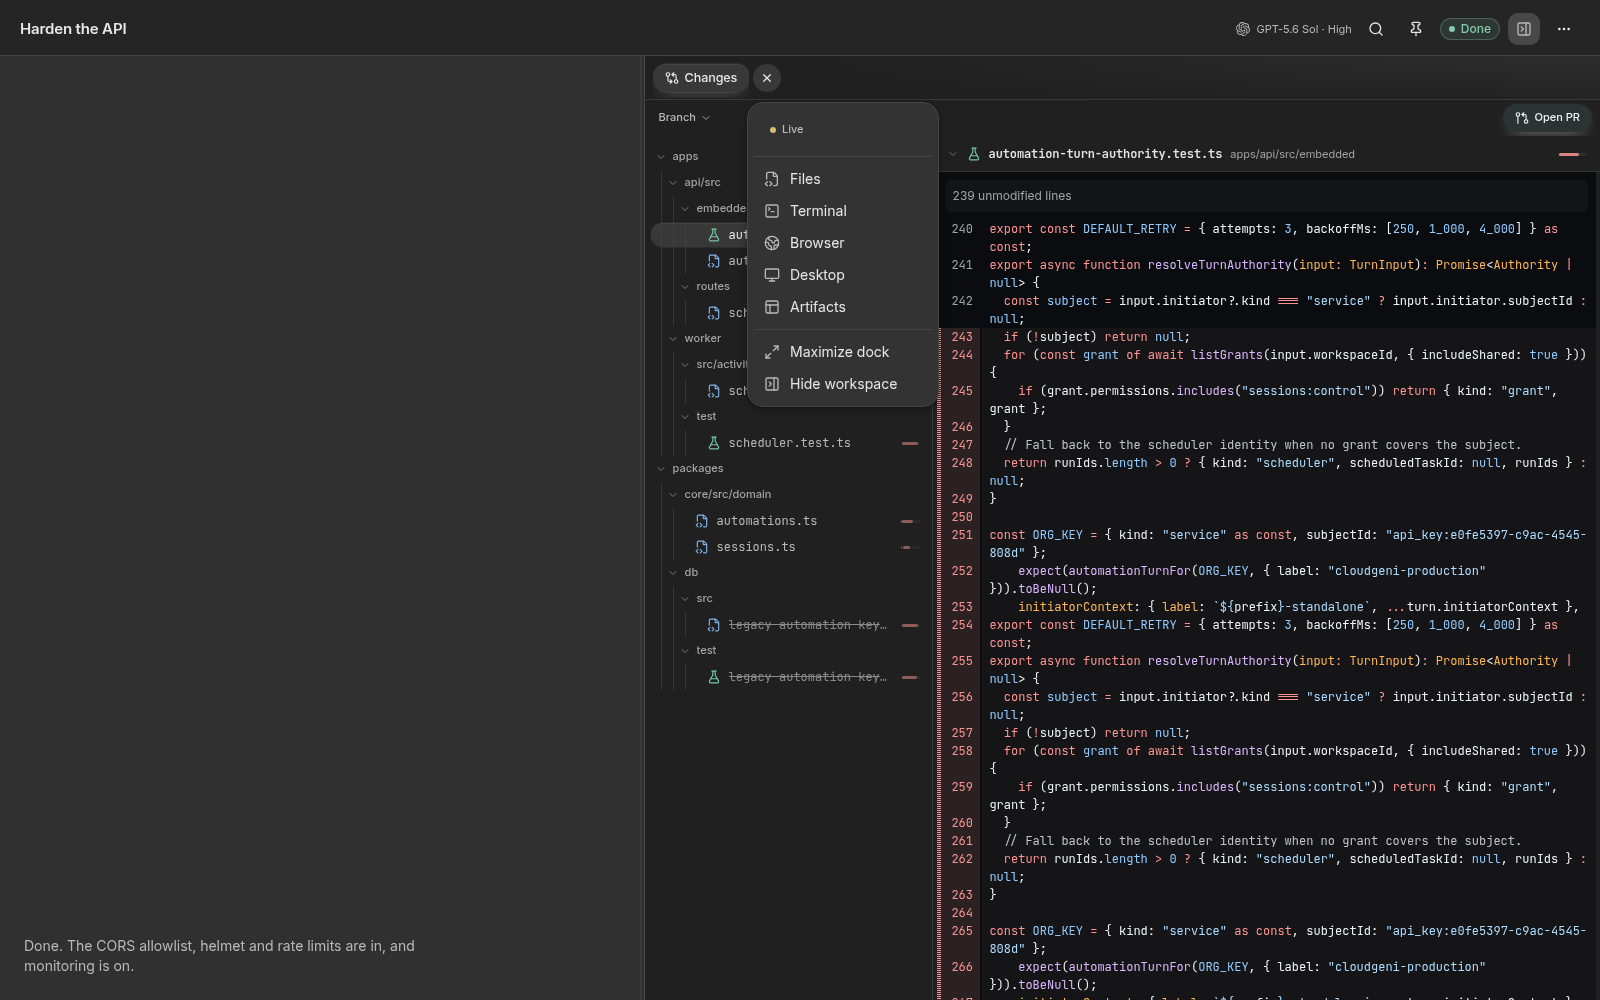 Harden the API
GPT-5.6 Sol · High
Done
Changes
Branch
Open PR
Live
Files
Terminal
Browser
Desktop
Artifacts
Maximize dock
Hide workspace
apps
api/src
embedde
aut
aut
routes
sch
worker
src/activit
sch
test
scheduler.test.ts
packages
core/src/domain
automations.ts
sessions.ts
db
src
legacy automation key…
test
legacy automation key…
automation-turn-authority.test.ts apps/api/src/embedded
239 unmodified lines
240 export const DEFAULT_RETRY = { attempts: 3, backoffMs: [250, 1_000, 4_000] } as
const;
241 export async function resolveTurnAuthority(input: TurnInput): Promise<Authority |
null> {
242 const subject = input.initiator?.kind === "service" ? input.initiator.subjectId :
null;
243 if (!subject) return null;
244 for (const grant of await listGrants(input.workspaceId, { includeShared: true }))
{
245 if (grant.permissions.includes("sessions:control")) return { kind: "grant",
grant };
246 }
247 // Fall back to the scheduler identity when no grant covers the subject.
248 return runIds.length > 0 ? { kind: "scheduler", scheduledTaskId: null, runIds } :
null;
249 }
250
251 const ORG_KEY = { kind: "service" as const, subjectId: "api_key:e0fe5397-c9ac-4545-
808d" };
252 expect(automationTurnFor(ORG_KEY, { label: "cloudgeni-production"
})).toBeNull();
253 initiatorContext: { label: `${prefix}-standalone`, ...turn.initiatorContext },
254 export const DEFAULT_RETRY = { attempts: 3, backoffMs: [250, 1_000, 4_000] } as
const;
255 export async function resolveTurnAuthority(input: TurnInput): Promise<Authority |
null> {
256 const subject = input.initiator?.kind === "service" ? input.initiator.subjectId :
null;
257 if (!subject) return null;
258 for (const grant of await listGrants(input.workspaceId, { includeShared: true }))
{
259 if (grant.permissions.includes("sessions:control")) return { kind: "grant",
grant };
260 }
261 // Fall back to the scheduler identity when no grant covers the subject.
262 return runIds.length > 0 ? { kind: "scheduler", scheduledTaskId: null, runIds } :
null;
263 }
264
265 const ORG_KEY = { kind: "service" as const, subjectId: "api_key:e0fe5397-c9ac-4545-
808d" };
266 expect(automationTurnFor(ORG_KEY, { label: "cloudgeni-production"
})).toBeNull();
Done. The CORS allowlist, helmet and rate limits are in, and
monitoring is on.